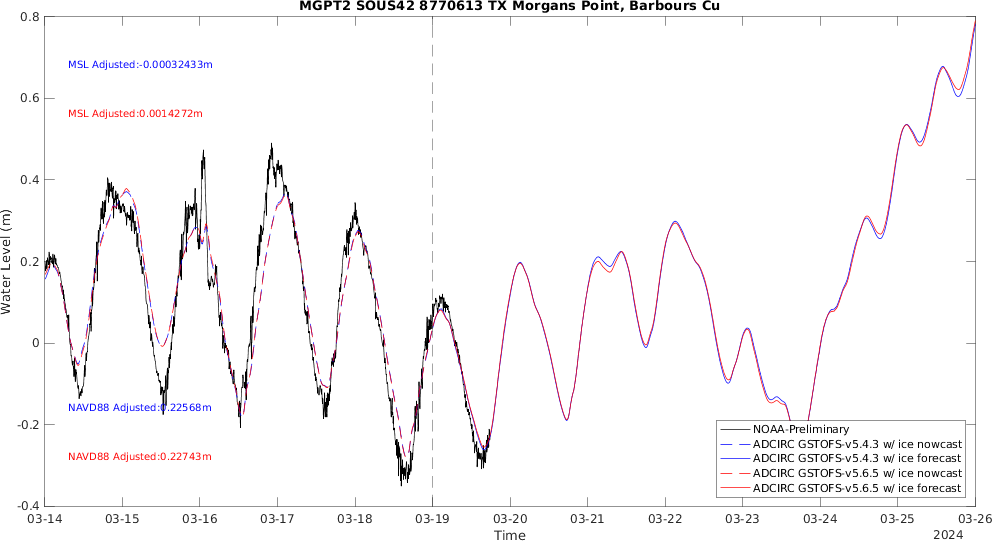 MGPT2 SOUS42 8770613 TX Morgans Point, Barbours Cu
0.8
0.6
0.4
0.2
0
-0.2
-0.4
Water Level (m)
MSL Adjusted:-0.00032433m
MSL Adjusted:0.0014272m
NAVD88 Adjusted:0.22568m
NAVD88 Adjusted:0.22743m
NOAA-Preliminary
ADCIRC GSTOFS-v5.4.3 w/ ice nowcast
ADCIRC GSTOFS-v5.4.3 w/ ice forecast
ADCIRC GSTOFS-v5.6.5 w/ ice nowcast
ADCIRC GSTOFS-v5.6.5 w/ ice forecast
03-14 03-15 03-16 03-17 03-18 03-19 03-20 03-21 03-22 03-23 03-24 03-25 03-26
Time
2024